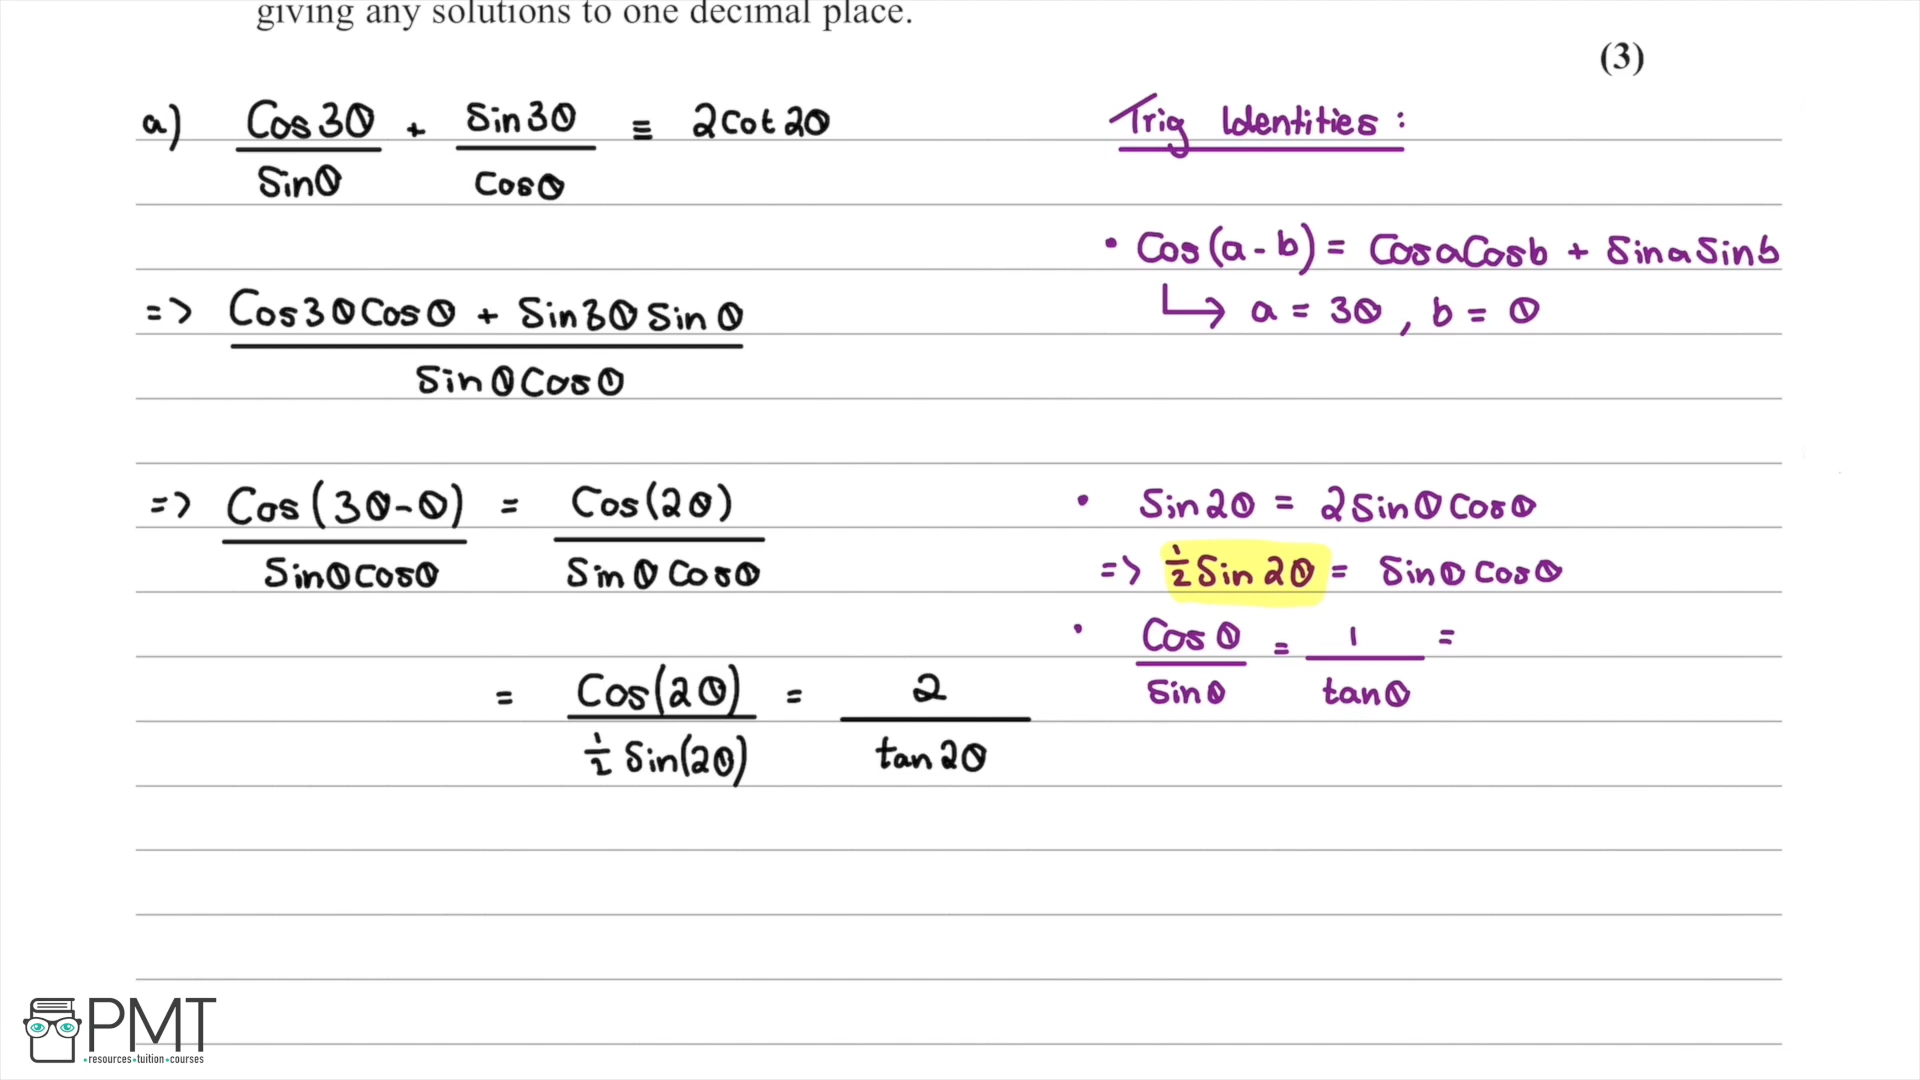 giving any solutions to one decimal place.
(3)
a) Cos3θ/Sinθ + Sin3θ/Cosθ ≡ 2Cot2θ
Trig Identities:
• Cos(a - b) = CosaCosb + SinaSinb
↳ a = 3θ, b = θ
=> (Cos3θCosθ + Sin3θSinθ)/(SinθCosθ)
=> Cos(3θ-θ)/(SinθCosθ) = Cos(2θ)/(SinθCosθ)
• Sin2θ = 2SinθCosθ
=> ½Sin2θ = SinθCosθ
• Cosθ/Sinθ = 1/tanθ =
= Cos(2θ)/(½Sin(2θ)) = 2/tan2θ
PMT
•resources•tuition•courses